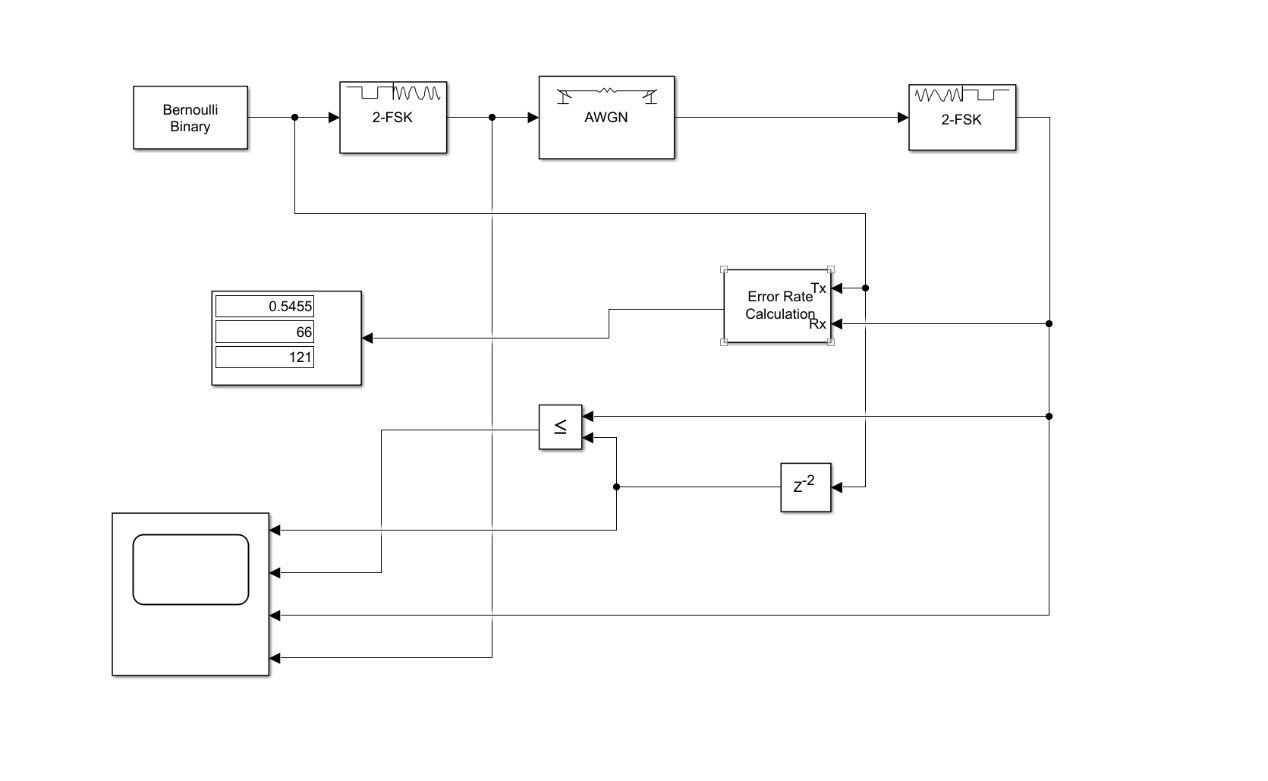 Bernoulli
Binary
2-FSK
AWGN
2-FSK
Tx
Error Rate
Calculation
Rx
0.5455
66
121
≤
Z-2